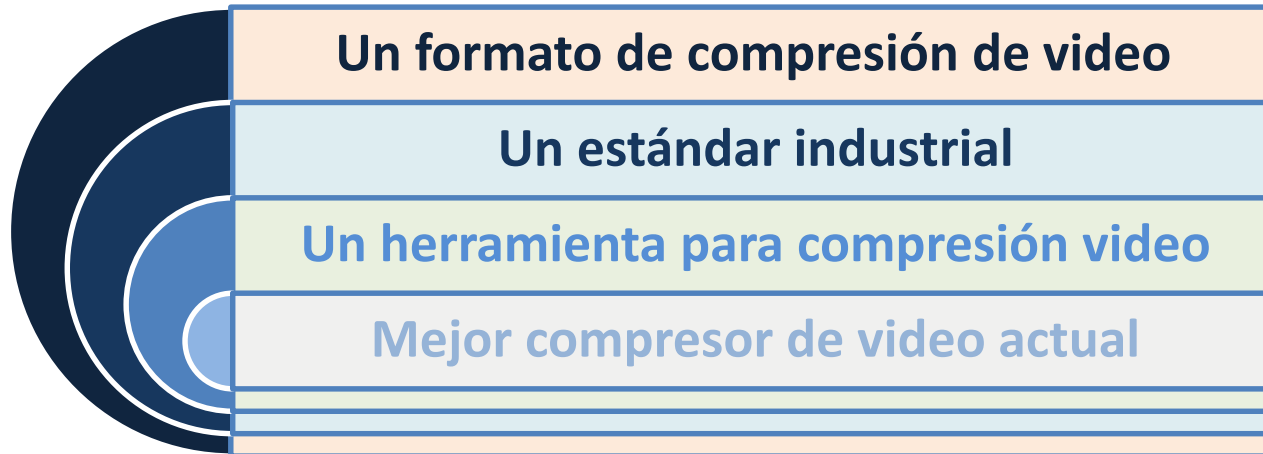 Un formato de compresión de video
Un estándar industrial
Un herramienta para compresión video
Mejor compresor de video actual